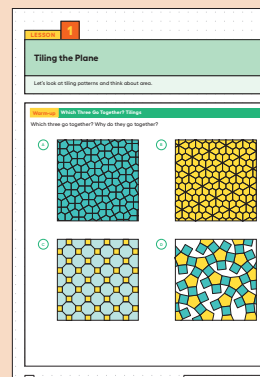 LESSON 1
Tiling the Plane
Let's look at tiling patterns and think about area.
Warm-up Which Three Go Together? Tilings
Which three go together? Why do they go together?
A
B
C
D